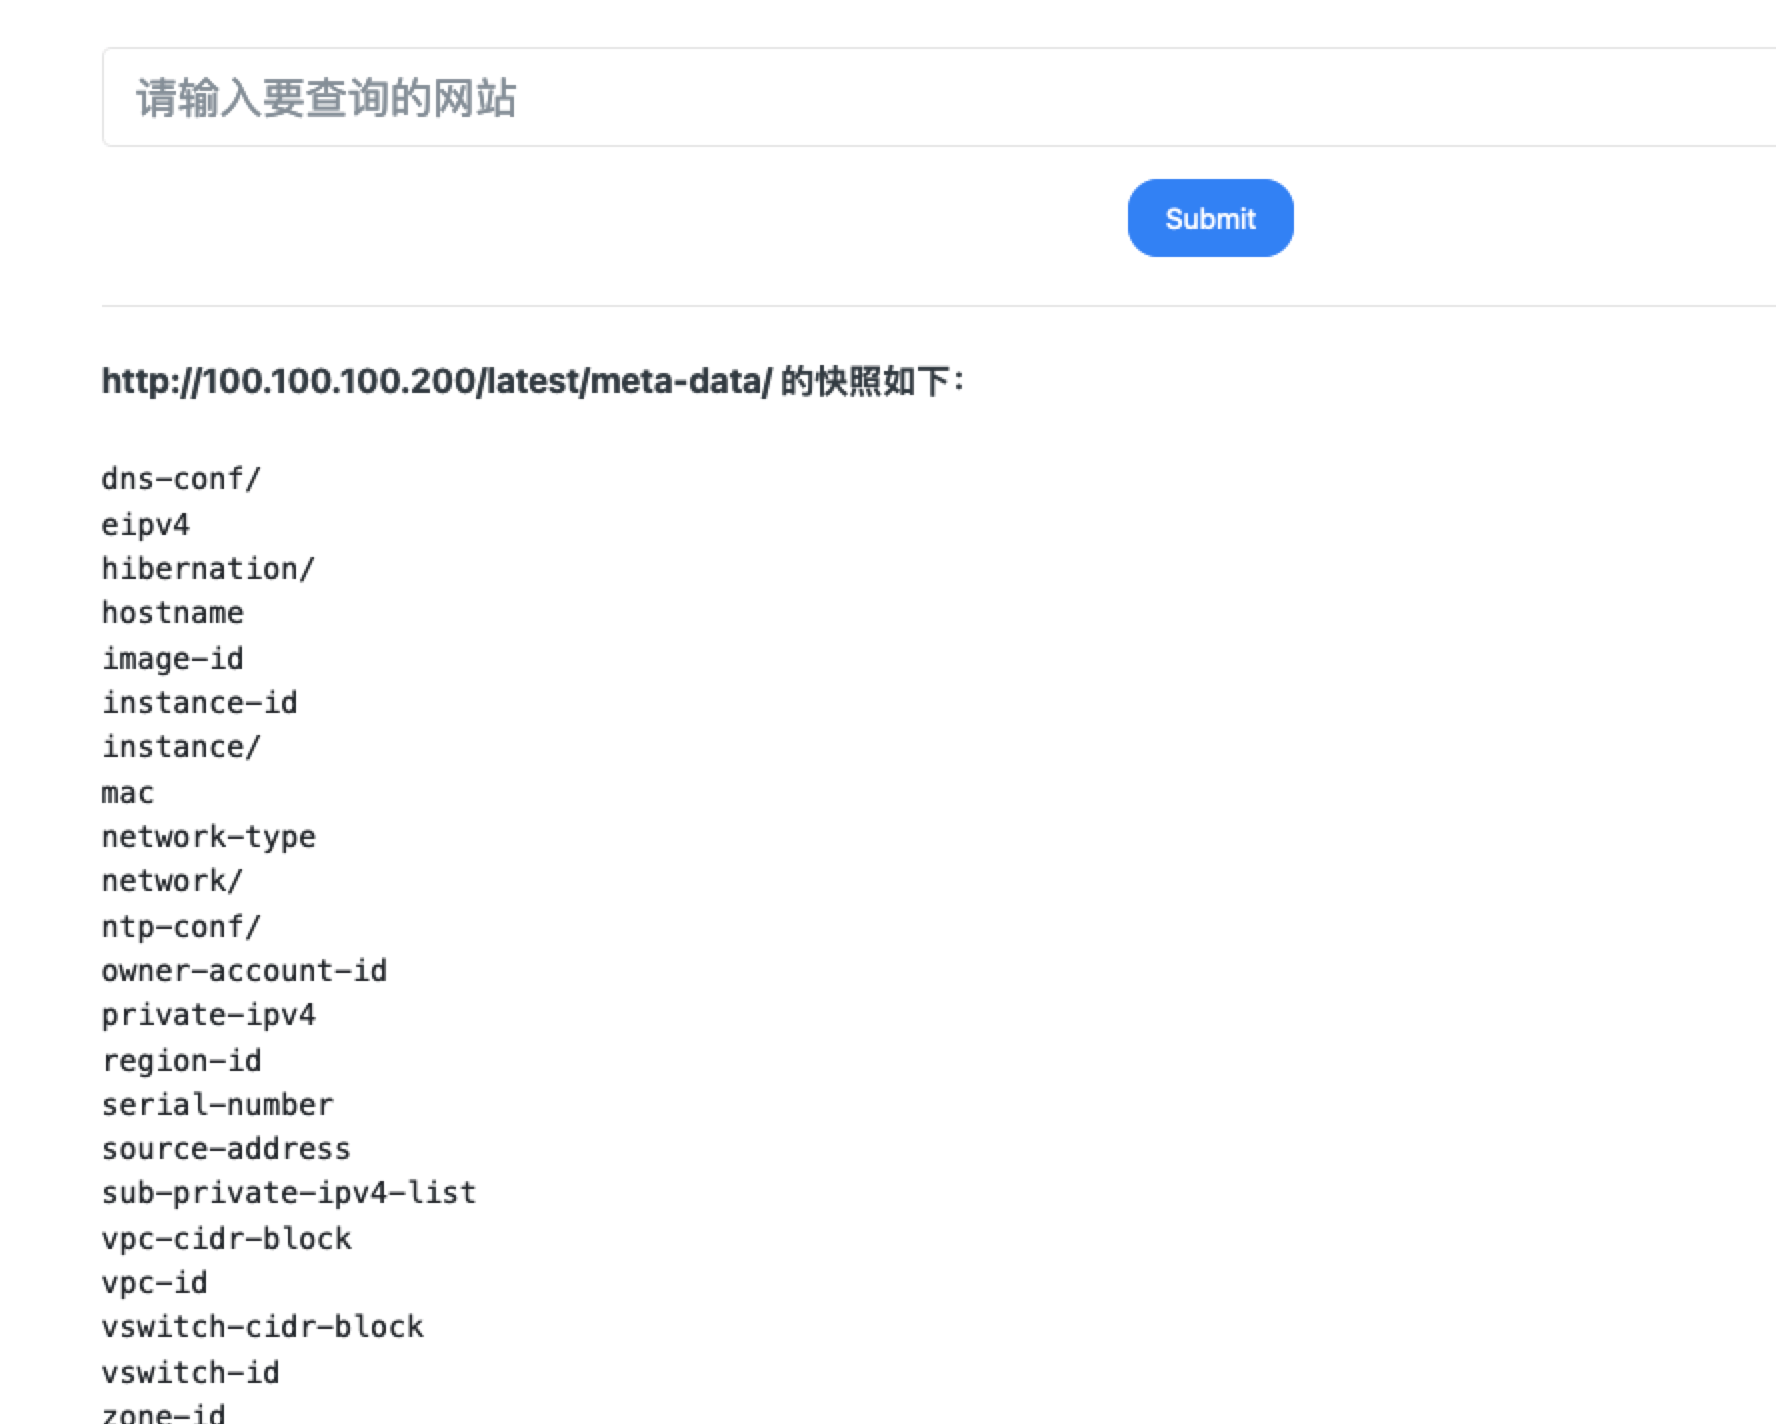 请输入要查询的网站
Submit
http://100.100.100.200/latest/meta-data/ 的快照如下：
dns-conf/
eipv4
hibernation/
hostname
image-id
instance-id
instance/
mac
network-type
network/
ntp-conf/
owner-account-id
private-ipv4
region-id
serial-number
source-address
sub-private-ipv4-list
vpc-cidr-block
vpc-id
vswitch-cidr-block
vswitch-id
zone-id